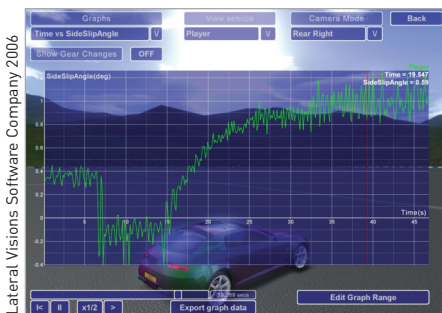 Lateral Visions Software Company 2006
Graphs View vehicle Camera Mode Back
Time vs SideSlipAngle V Player V Rear Right V
Show Gear Changes OFF
SideSlipAngle(deg) Player
Time = 19.547
SideSlipAngle = 0.89
1
0.8
0.6
0.4
0.2
0 5 10 15 20 25 30 35 40 45 Time(s)
-0.2
-0.4
secs
Edit Graph Range
I< II x1/2 > Export graph data